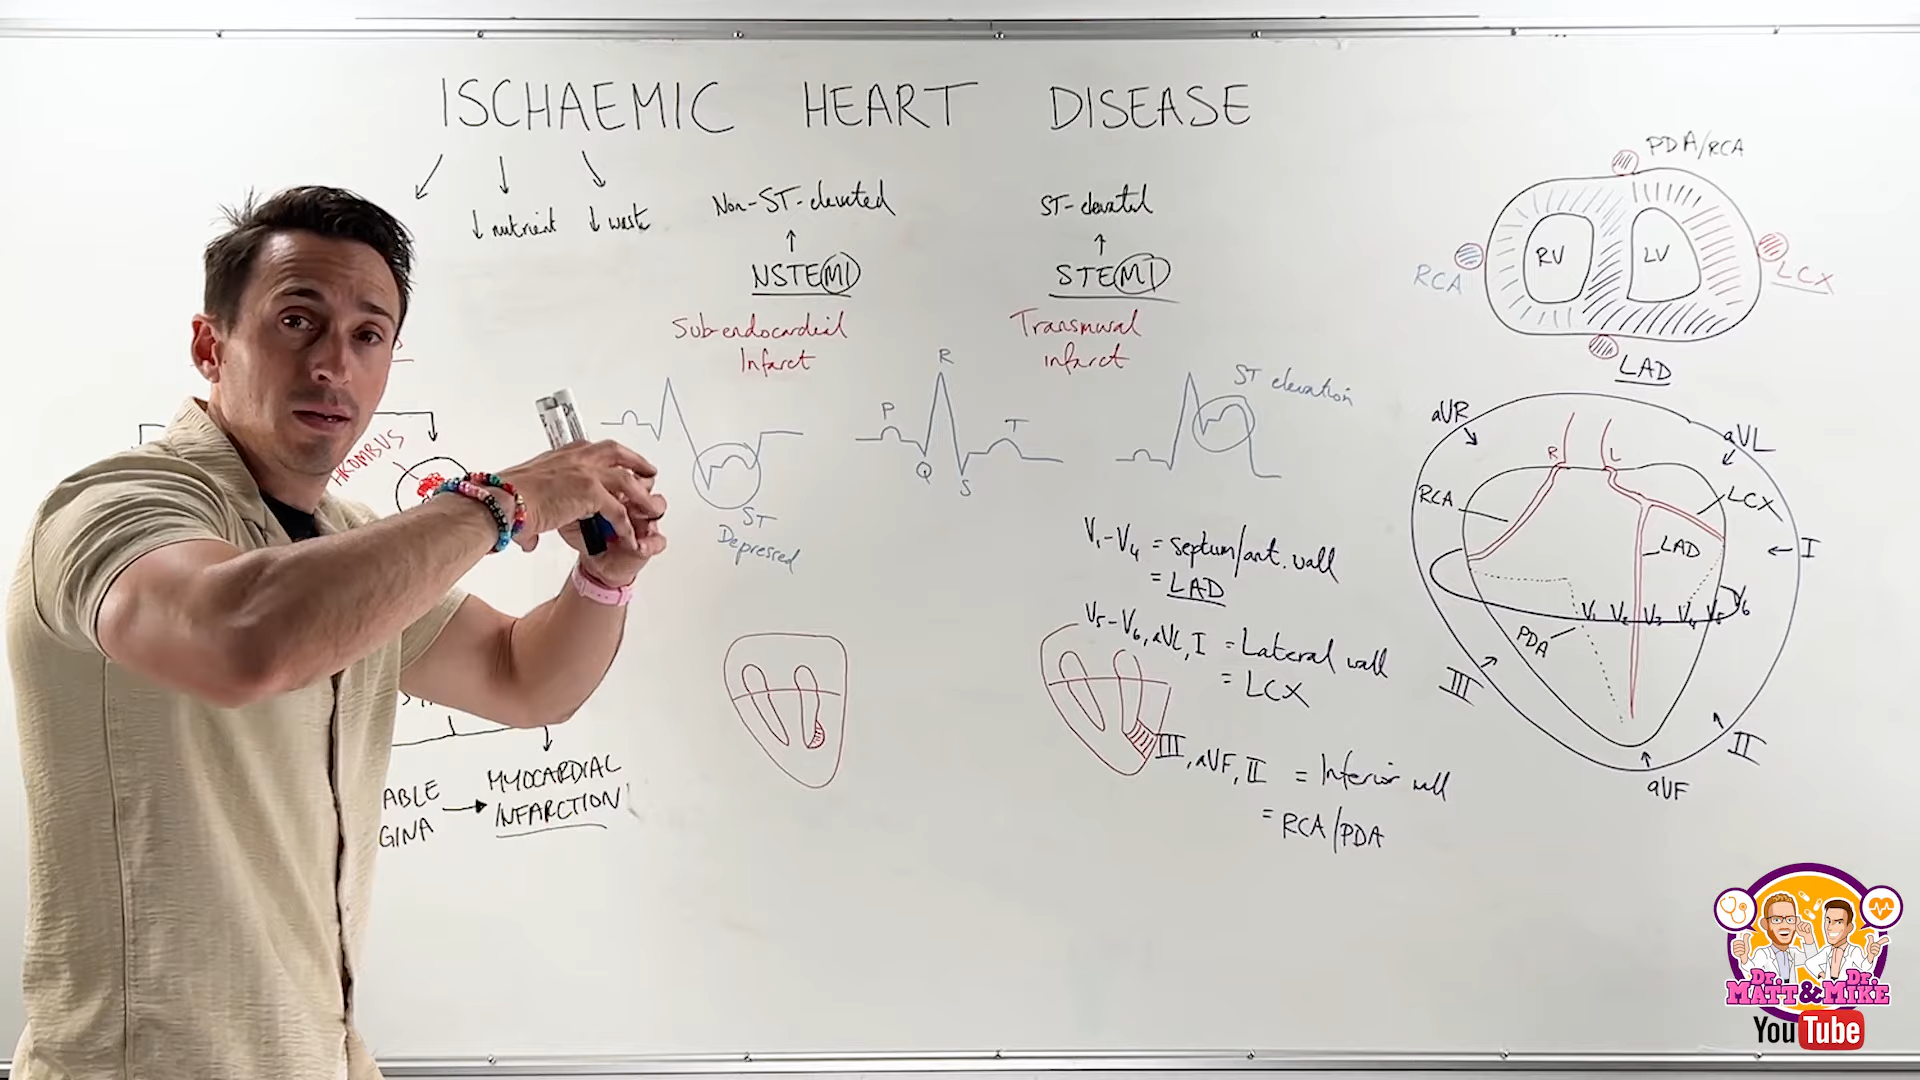 ISCHAEMIC HEART DISEASE
↓ nutrient
↓ waste
Non-ST-elevated
↑
NSTEMI
Sub-endocardial
Infarct
ST-elevated
↑
STEMI
Transmural
infarct
THROMBUS
ST
Depressed
P
Q
R
S
T
ST elevation
V1-V4 = septum/ant. wall
= LAD
V5-V6, aVL, I = Lateral wall
= LCX
III, aVF, II = Inferior wall
= RCA/PDA
ABLE
GINA
MYOCARDIAL
INFARCTION
PDA/RCA
RCA
RV
LV
LCX
LAD
aVR
aVL
R
L
RCA
LCX
LAD
I
V1 V2 V3 V4 V5 V6
PDA
III
II
aVF
Dr. Dr.
MATT & MIKE
YouTube